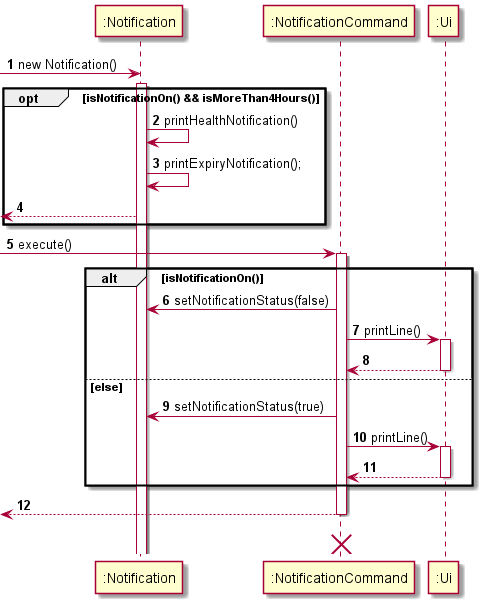 :Notification :NotificationCommand :Ui
1 new Notification()
opt [isNotificationOn() && isMoreThan4Hours()]
2 printHealthNotification()
3 printExpiryNotification();
4
5 execute()
alt [isNotificationOn()]
6 setNotificationStatus(false)
7 printLine()
8
[else]
9 setNotificationStatus(true)
10 printLine()
11
12
:Notification :NotificationCommand :Ui